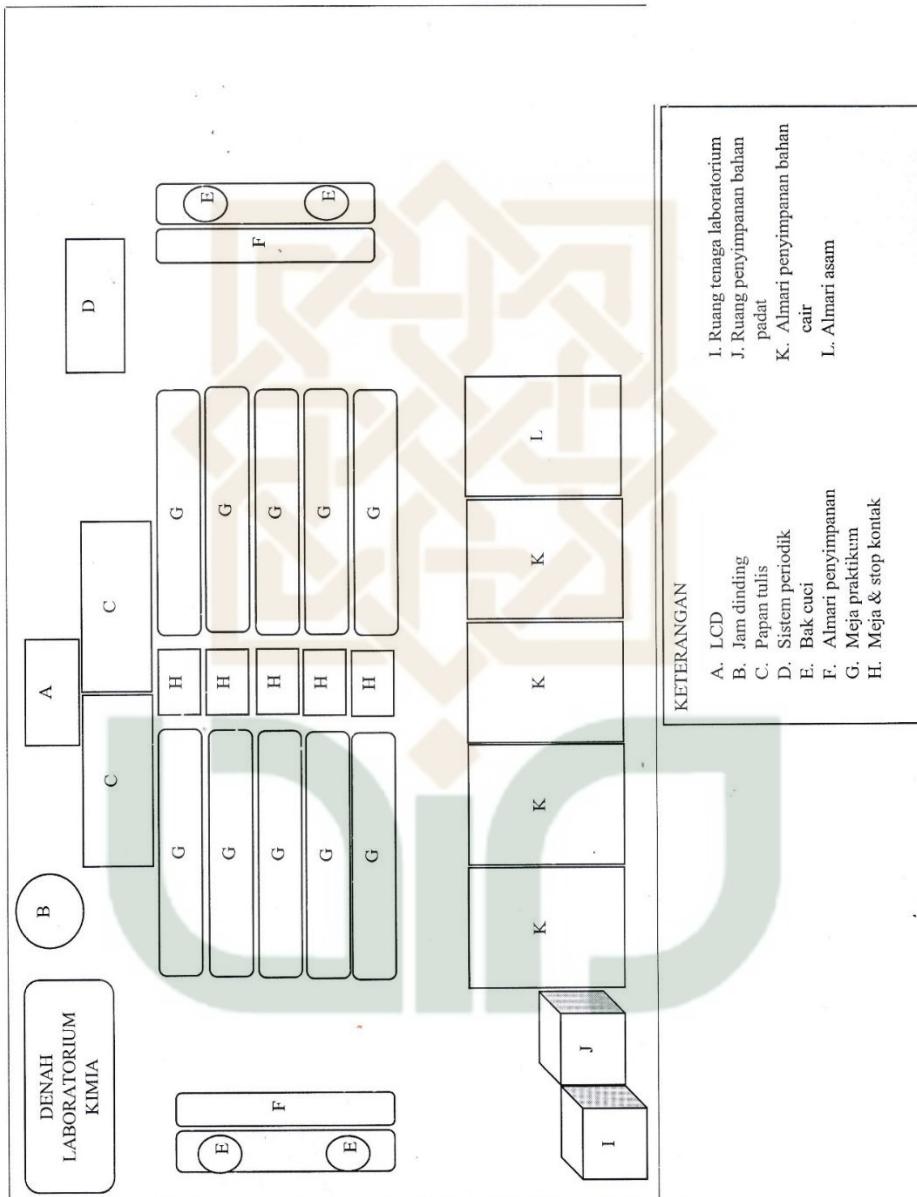 DENAH
LABORATORIUM
KIMIA
B
A
C
C
D
E
E
F
G
H
G
G
H
G
G
H
G
G
H
G
G
H
G
F
E
E
I
J
K
K
K
K
L
KETERANGAN
A. LCD
B. Jam dinding
C. Papan tulis
D. Sistem periodik
E. Bak cuci
F. Almari penyimpanan
G. Meja praktikum
H. Meja & stop kontak
I. Ruang tenaga laboratorium
J. Ruang penyimpanan bahan
padat
K. Almari penyimpanan bahan
cair
L. Almari asam